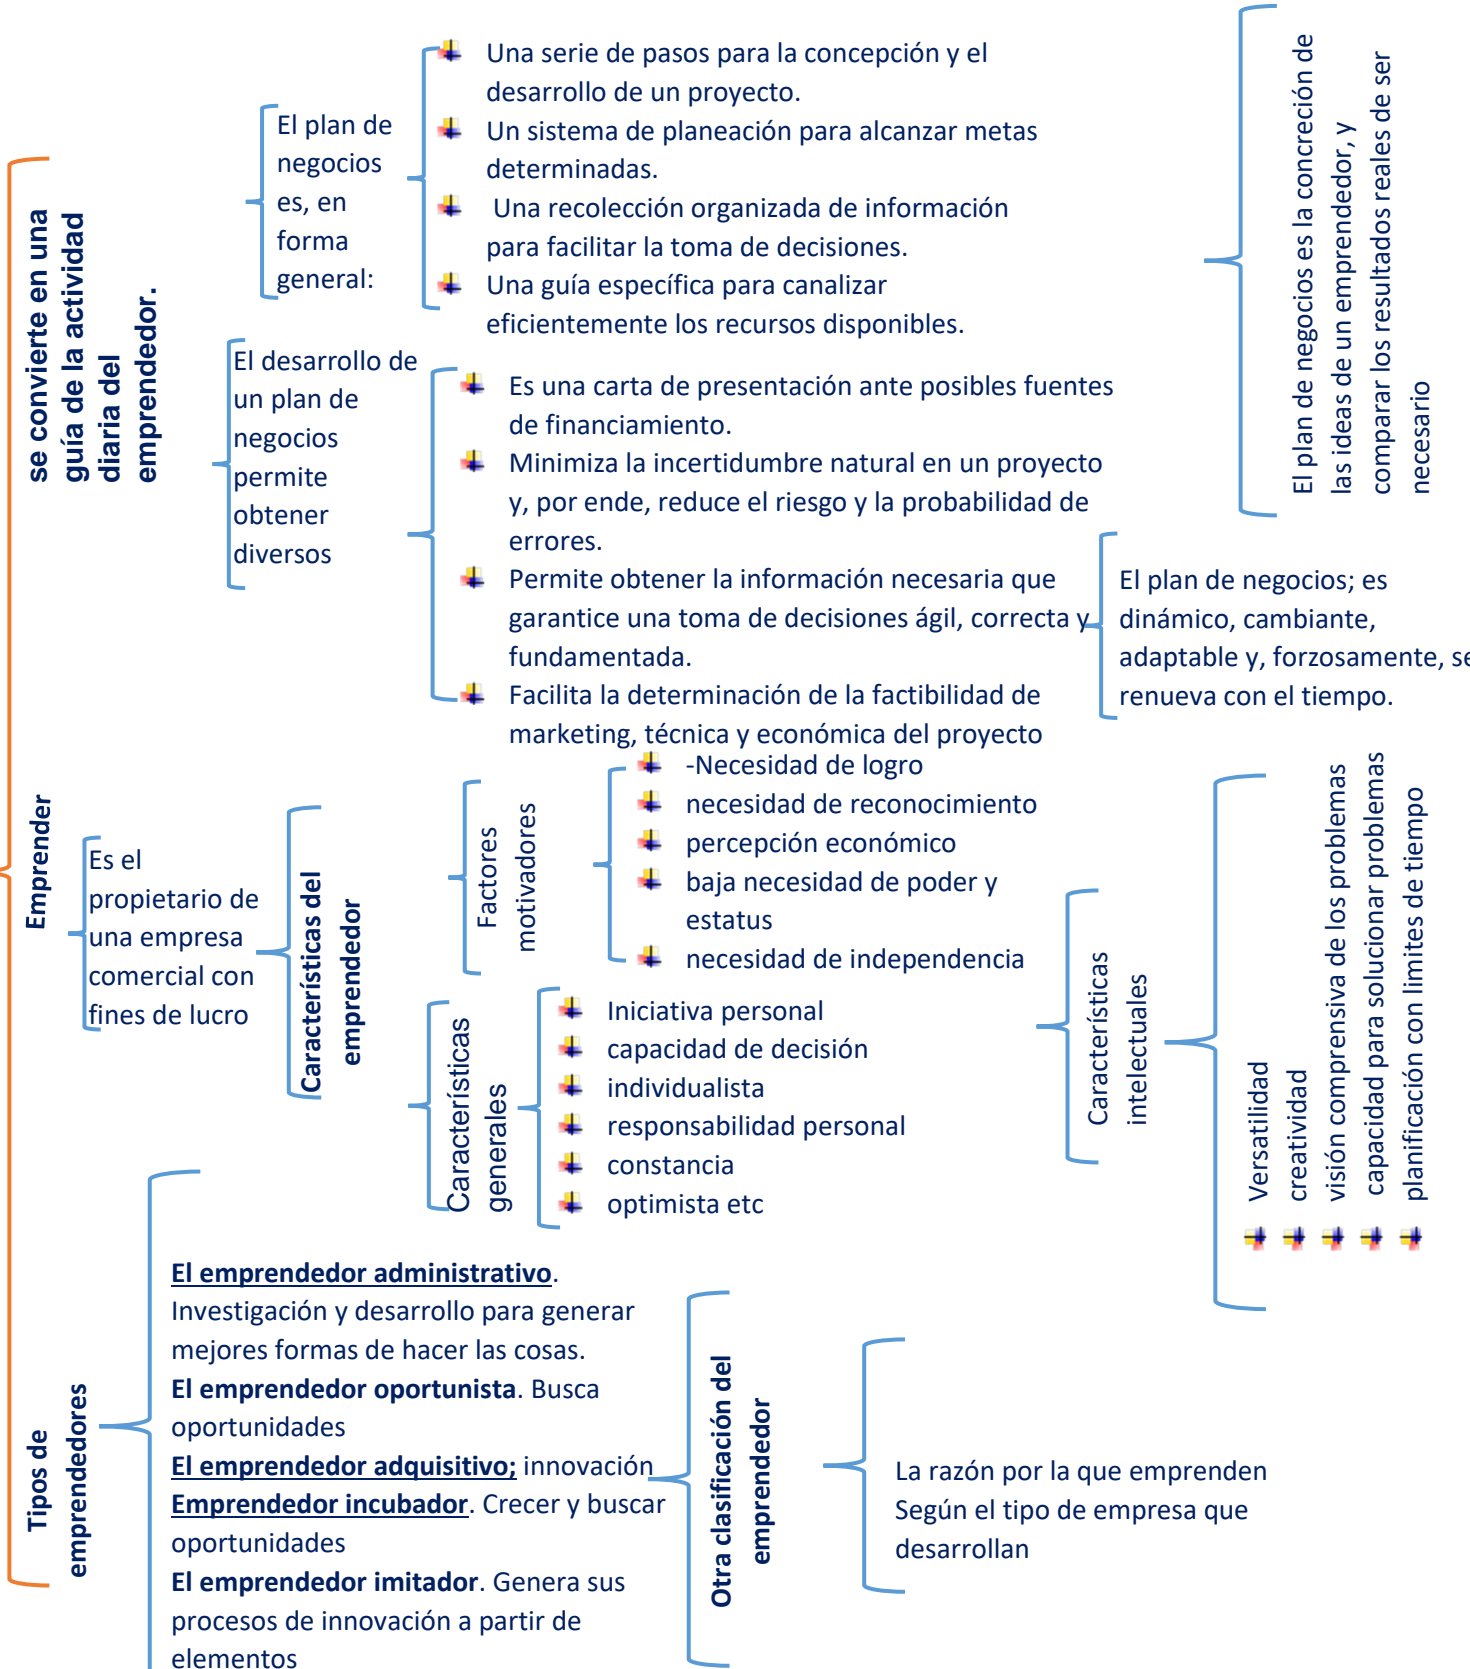 se convierte en una
guía de la actividad
diaria del
emprendedor.
El plan de
negocios
es, en
forma
general:
Una serie de pasos para la concepción y el
desarrollo de un proyecto.
Un sistema de planeación para alcanzar metas
determinadas.
Una recolección organizada de información
para facilitar la toma de decisiones.
Una guía específica para canalizar
eficientemente los recursos disponibles.
El plan de negocios es la concreción de
las ideas de un emprendedor, y
comparar los resultados reales de ser
necesario
El desarrollo de
un plan de
negocios
permite
obtener
diversos
Es una carta de presentación ante posibles fuentes
de financiamiento.
Minimiza la incertidumbre natural en un proyecto
y, por ende, reduce el riesgo y la probabilidad de
errores.
Permite obtener la información necesaria que
garantice una toma de decisiones ágil, correcta y
fundamentada.
Facilita la determinación de la factibilidad de
marketing, técnica y económica del proyecto
El plan de negocios; es
dinámico, cambiante,
adaptable y, forzosamente, se
renueva con el tiempo.
Emprender
Es el
propietario de
una empresa
comercial con
fines de lucro
Características del
emprendedor
Factores
motivadores
-Necesidad de logro
necesidad de reconocimiento
percepción económico
baja necesidad de poder y
estatus
necesidad de independencia
Características
generales
Iniciativa personal
capacidad de decisión
individualista
responsabilidad personal
constancia
optimista etc
Características
intelectuales
Versatilidad
creatividad
visión comprensiva de los problemas
capacidad para solucionar problemas
planificación con limites de tiempo
Tipos de
emprendedores
El emprendedor administrativo.
Investigación y desarrollo para generar
mejores formas de hacer las cosas.
El emprendedor oportunista. Busca
oportunidades
El emprendedor adquisitivo; innovación
Emprendedor incubador. Crecer y buscar
oportunidades
El emprendedor imitador. Genera sus
procesos de innovación a partir de
elementos
Otra clasificación del
emprendedor
La razón por la que emprenden
Según el tipo de empresa que
desarrollan